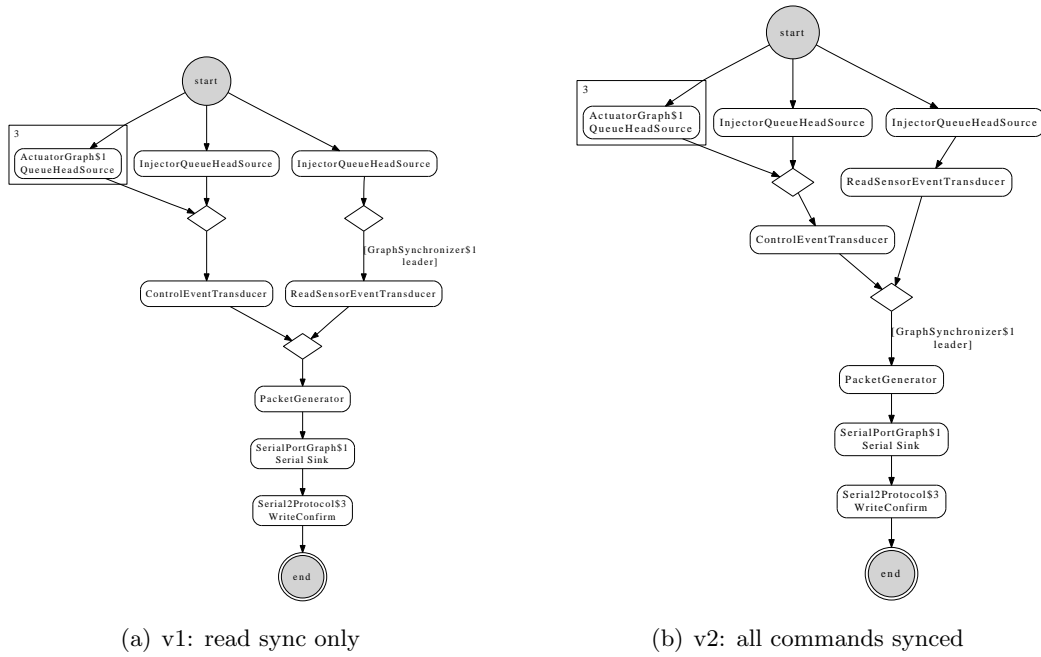 start
3
ActuatorGraph$1
QueueHeadSource
InjectorQueueHeadSource
InjectorQueueHeadSource
[GraphSynchronizer$1
leader]
ControlEventTransducer
ReadSensorEventTransducer
PacketGenerator
SerialPortGraph$1
Serial Sink
Serial2Protocol$3
WriteConfirm
end
(a) v1: read sync only
start
3
ActuatorGraph$1
QueueHeadSource
InjectorQueueHeadSource
InjectorQueueHeadSource
ReadSensorEventTransducer
ControlEventTransducer
[GraphSynchronizer$1
leader]
PacketGenerator
SerialPortGraph$1
Serial Sink
Serial2Protocol$3
WriteConfirm
end
(b) v2: all commands synced